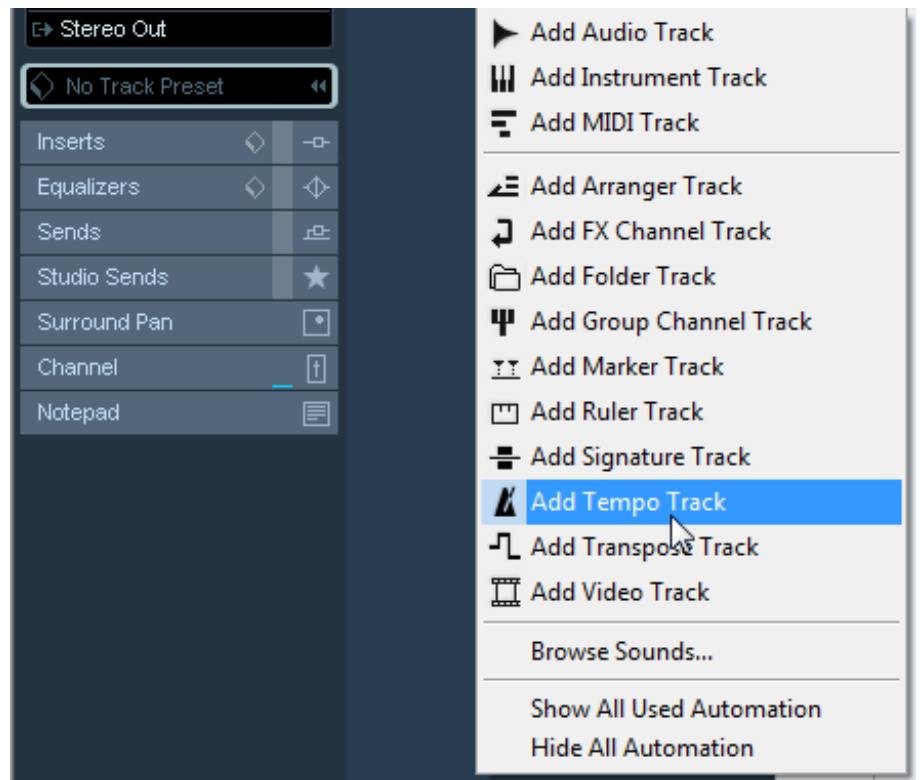 Stereo Out
No Track Preset
Inserts
Equalizers
Sends
Studio Sends
Surround Pan
Channel
Notepad
Add Audio Track
Add Instrument Track
Add MIDI Track
Add Arranger Track
Add FX Channel Track
Add Folder Track
Add Group Channel Track
Add Marker Track
Add Ruler Track
Add Signature Track
Add Tempo Track
Add Transpose Track
Add Video Track
Browse Sounds...
Show All Used Automation
Hide All Automation